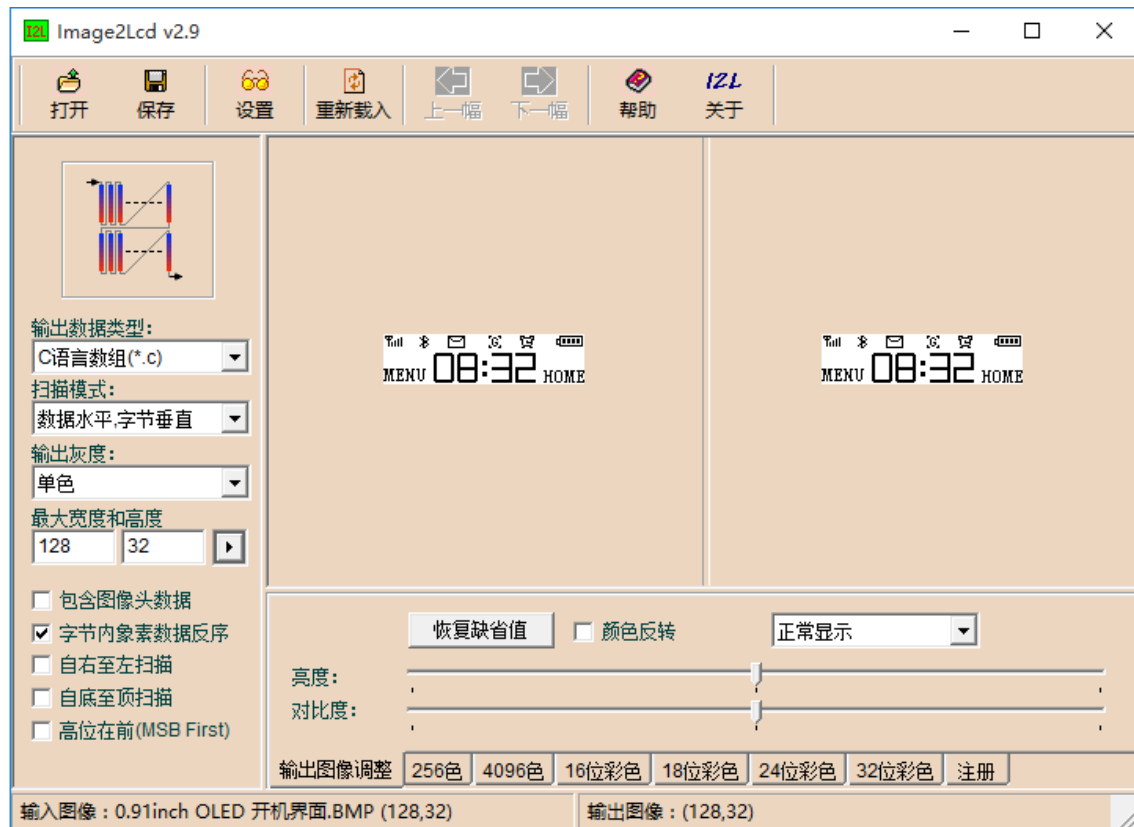 I2L Image2Lcd v2.9
打开 保存 设置 重新载入 上一幅 下一幅 帮助 I2L 关于
输出数据类型:
C语言数组(*.c)
扫描模式:
数据水平,字节垂直
输出灰度:
单色
最大宽度和高度
128 32
包含图像头数据
字节内象素数据反序
自右至左扫描
自底至顶扫描
高位在前(MSB First)
MENU 08:32 HOME
MENU 08:32 HOME
恢复缺省值 颜色反转 正常显示
亮度:
对比度:
输出图像调整 256色 4096色 16位彩色 18位彩色 24位彩色 32位彩色 注册
输入图像:0.91inch OLED 开机界面.BMP (128,32) 输出图像:(128,32)